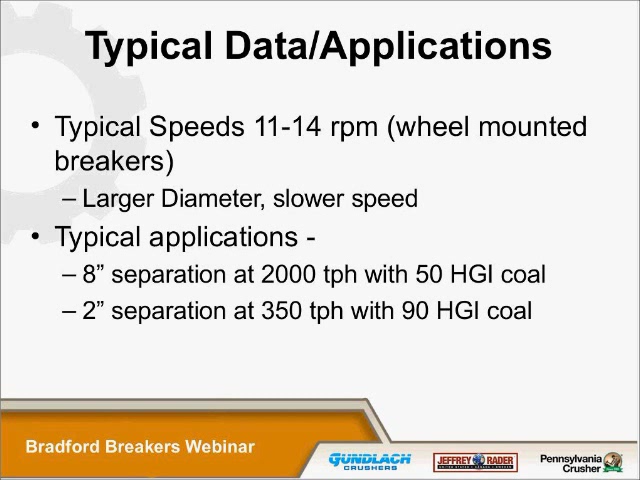 Typical Data/Applications
• Typical Speeds 11-14 rpm (wheel mounted
breakers)
– Larger Diameter, slower speed
• Typical applications -
– 8” separation at 2000 tph with 50 HGI coal
– 2” separation at 350 tph with 90 HGI coal
Bradford Breakers Webinar
GUNDLACH
CRUSHERS
JEFFREY RADER
Pennsylvania
Crusher